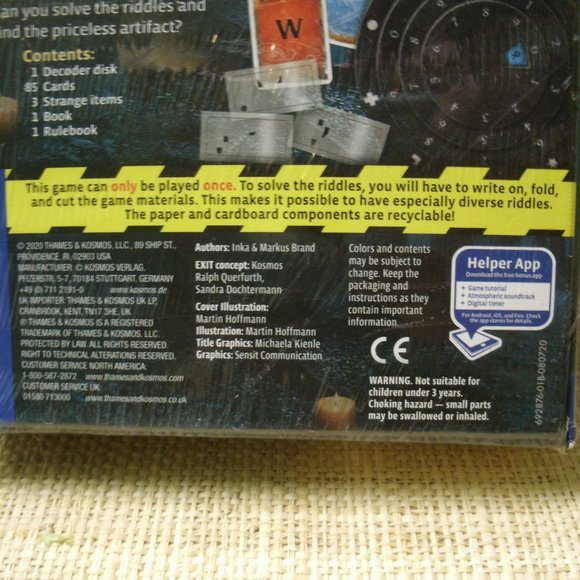 can you solve the riddles and
find the priceless artifact?
Contents:
1 Decoder disk
85 Cards
3 Strange items
1 Book
1 Rulebook
W
This game can only be played once. To solve the riddles, you will have to write on, fold,
and cut the game materials. This makes it possible to have especially diverse riddles.
The paper and cardboard components are recyclable!
© 2020 THAMES & KOSMOS, LLC., 89 SHIP ST.,
PROVIDENCE, RI, 02903 USA
MANUFACTURER: © KOSMOS VERLAG,
PFIZERSTR. 5-7, 70184 STUTTGART, GERMANY
+49 (0) 711 2191-0 www.kosmos.de
UK IMPORTER: THAMES & KOSMOS UK LP,
CRANBROOK, KENT, TN17 3HE, UK
® THAMES & KOSMOS IS A REGISTERED
TRADEMARK OF THAMES & KOSMOS, LLC.
PROTECTED BY LAW. ALL RIGHTS RESERVED.
RIGHT TO TECHNICAL ALTERATIONS RESERVED.
CUSTOMER SERVICE NORTH AMERICA:
1-800-587-2872 www.thamesandkosmos.com
CUSTOMER SERVICE UK:
01580 713000 www.thamesandkosmos.co.uk
Authors: Inka & Markus Brand
EXIT concept: Kosmos
Ralph Querfurth,
Sandra Dochtermann
Cover Illustration:
Martin Hoffmann
Illustration: Martin Hoffmann
Title Graphics: Michaela Kienle
Graphics: Sensit Communication
Colors and contents
may be subject to
change. Keep the
packaging and
instructions as they
contain important
information.
CE
WARNING. Not suitable for
children under 3 years.
Choking hazard — small parts
may be swallowed or inhaled.
Helper App
Download the free bonus app
+ Game tutorial
+ Atmospheric soundtrack
+ Digital timer
For Android, iOS, and Fire. Check
the app stores for details.
692876-01B-080720